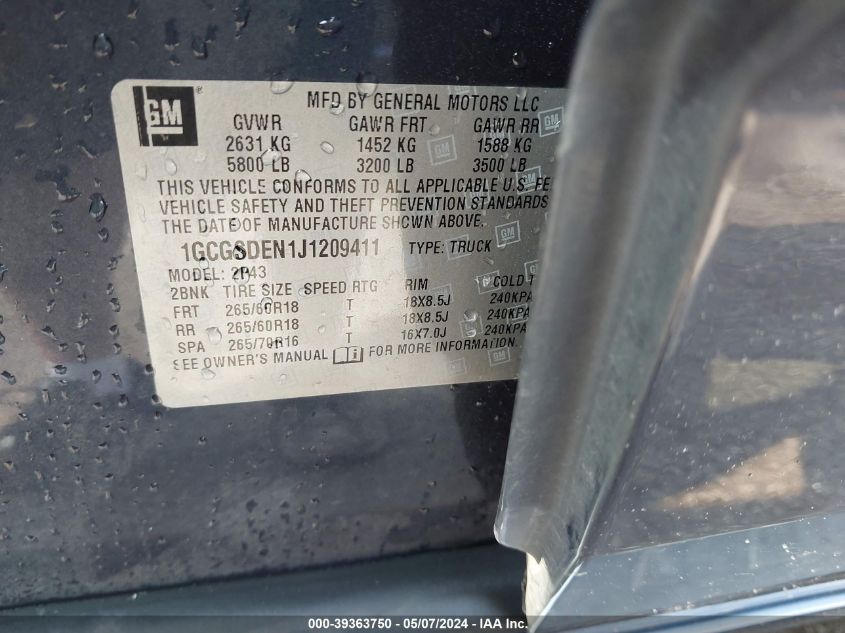 GM
MFD BY GENERAL MOTORS LLC
GVWR GAWR FRT GAWR RR
2631 KG 1452 KG 1588 KG
5800 LB 3200 LB 3500 LB
THIS VEHICLE CONFORMS TO ALL APPLICABLE U.S. FE
VEHICLE SAFETY AND THEFT PREVENTION STANDARDS
THE DATE OF MANUFACTURE SHOWN ABOVE.
1GCGSDEN1J1209411 TYPE: TRUCK
MODEL: 2P43
2BNK TIRE SIZE SPEED RTG RIM COLD T
FRT 265/60R18 T 18X8.5J 240KPA
RR 265/60R18 T 18X8.5J 240KPA
SPA 265/70R16 T 16X7.0J 240KPA
SEE OWNER'S MANUAL FOR MORE INFORMATION.
000-39363750 - 05/07/2024 - IAA Inc.